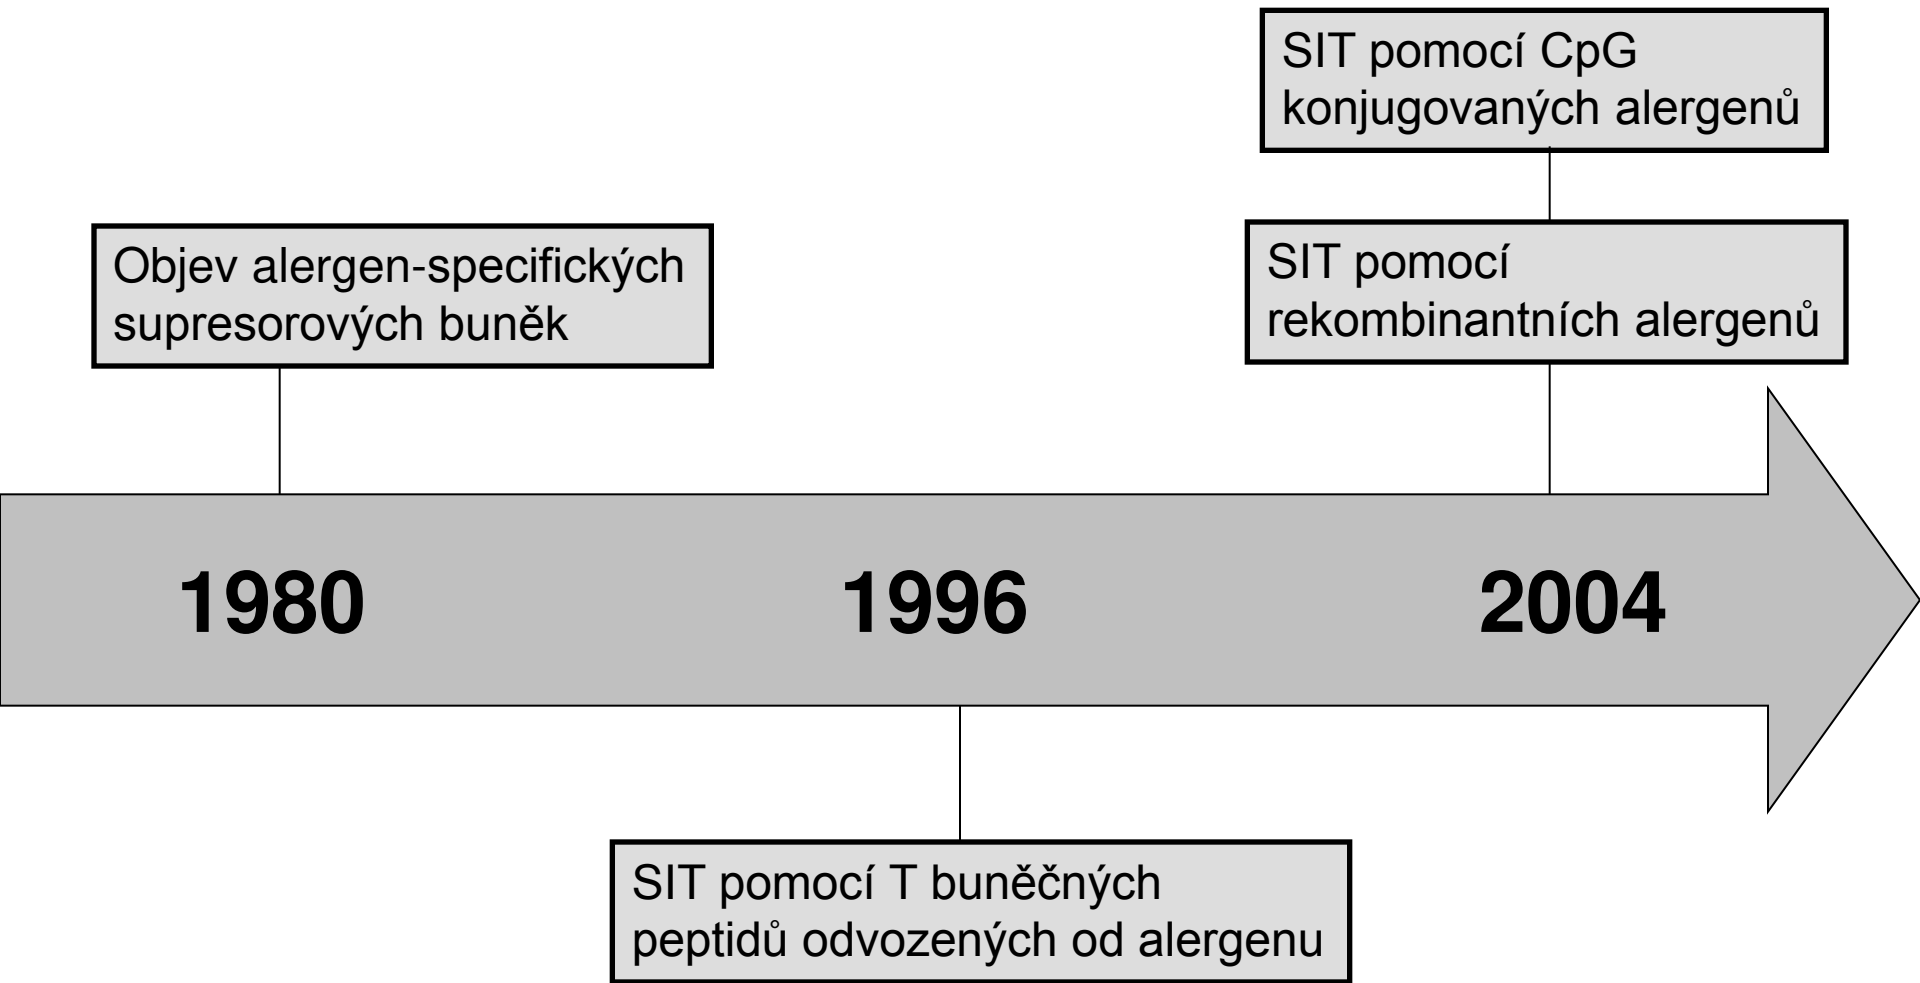 SIT pomocí CpG
konjugovaných alergenů
Objev alergen-specifických
supresorových buněk
SIT pomocí
rekombinantních alergenů
1980
1996
2004
SIT pomocí T buněčných
peptidů odvozených od alergenu